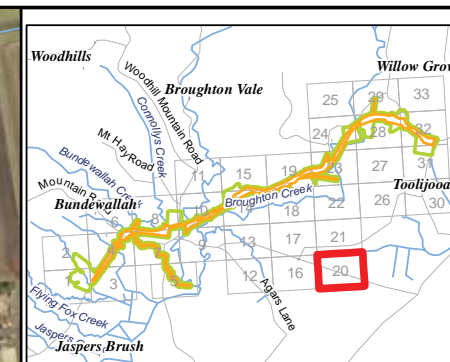 Woodhills
Willow Grov
Broughton Vale
Woodhill Mountain Road
Connollys Creek
Mt HayRoad
Bundewallah Creek
Mountain Road
Bundewallah
Broughton Creek
Toolijooa
Agars Lane
Flying Fox Creek
Jaspers
Jaspers Brush
25
29
33
24
28
32
11
15
19
23
27
31
6
8
10
14
18
22
26
30
2
9
13
17
21
1
3
7
5
12
16
20